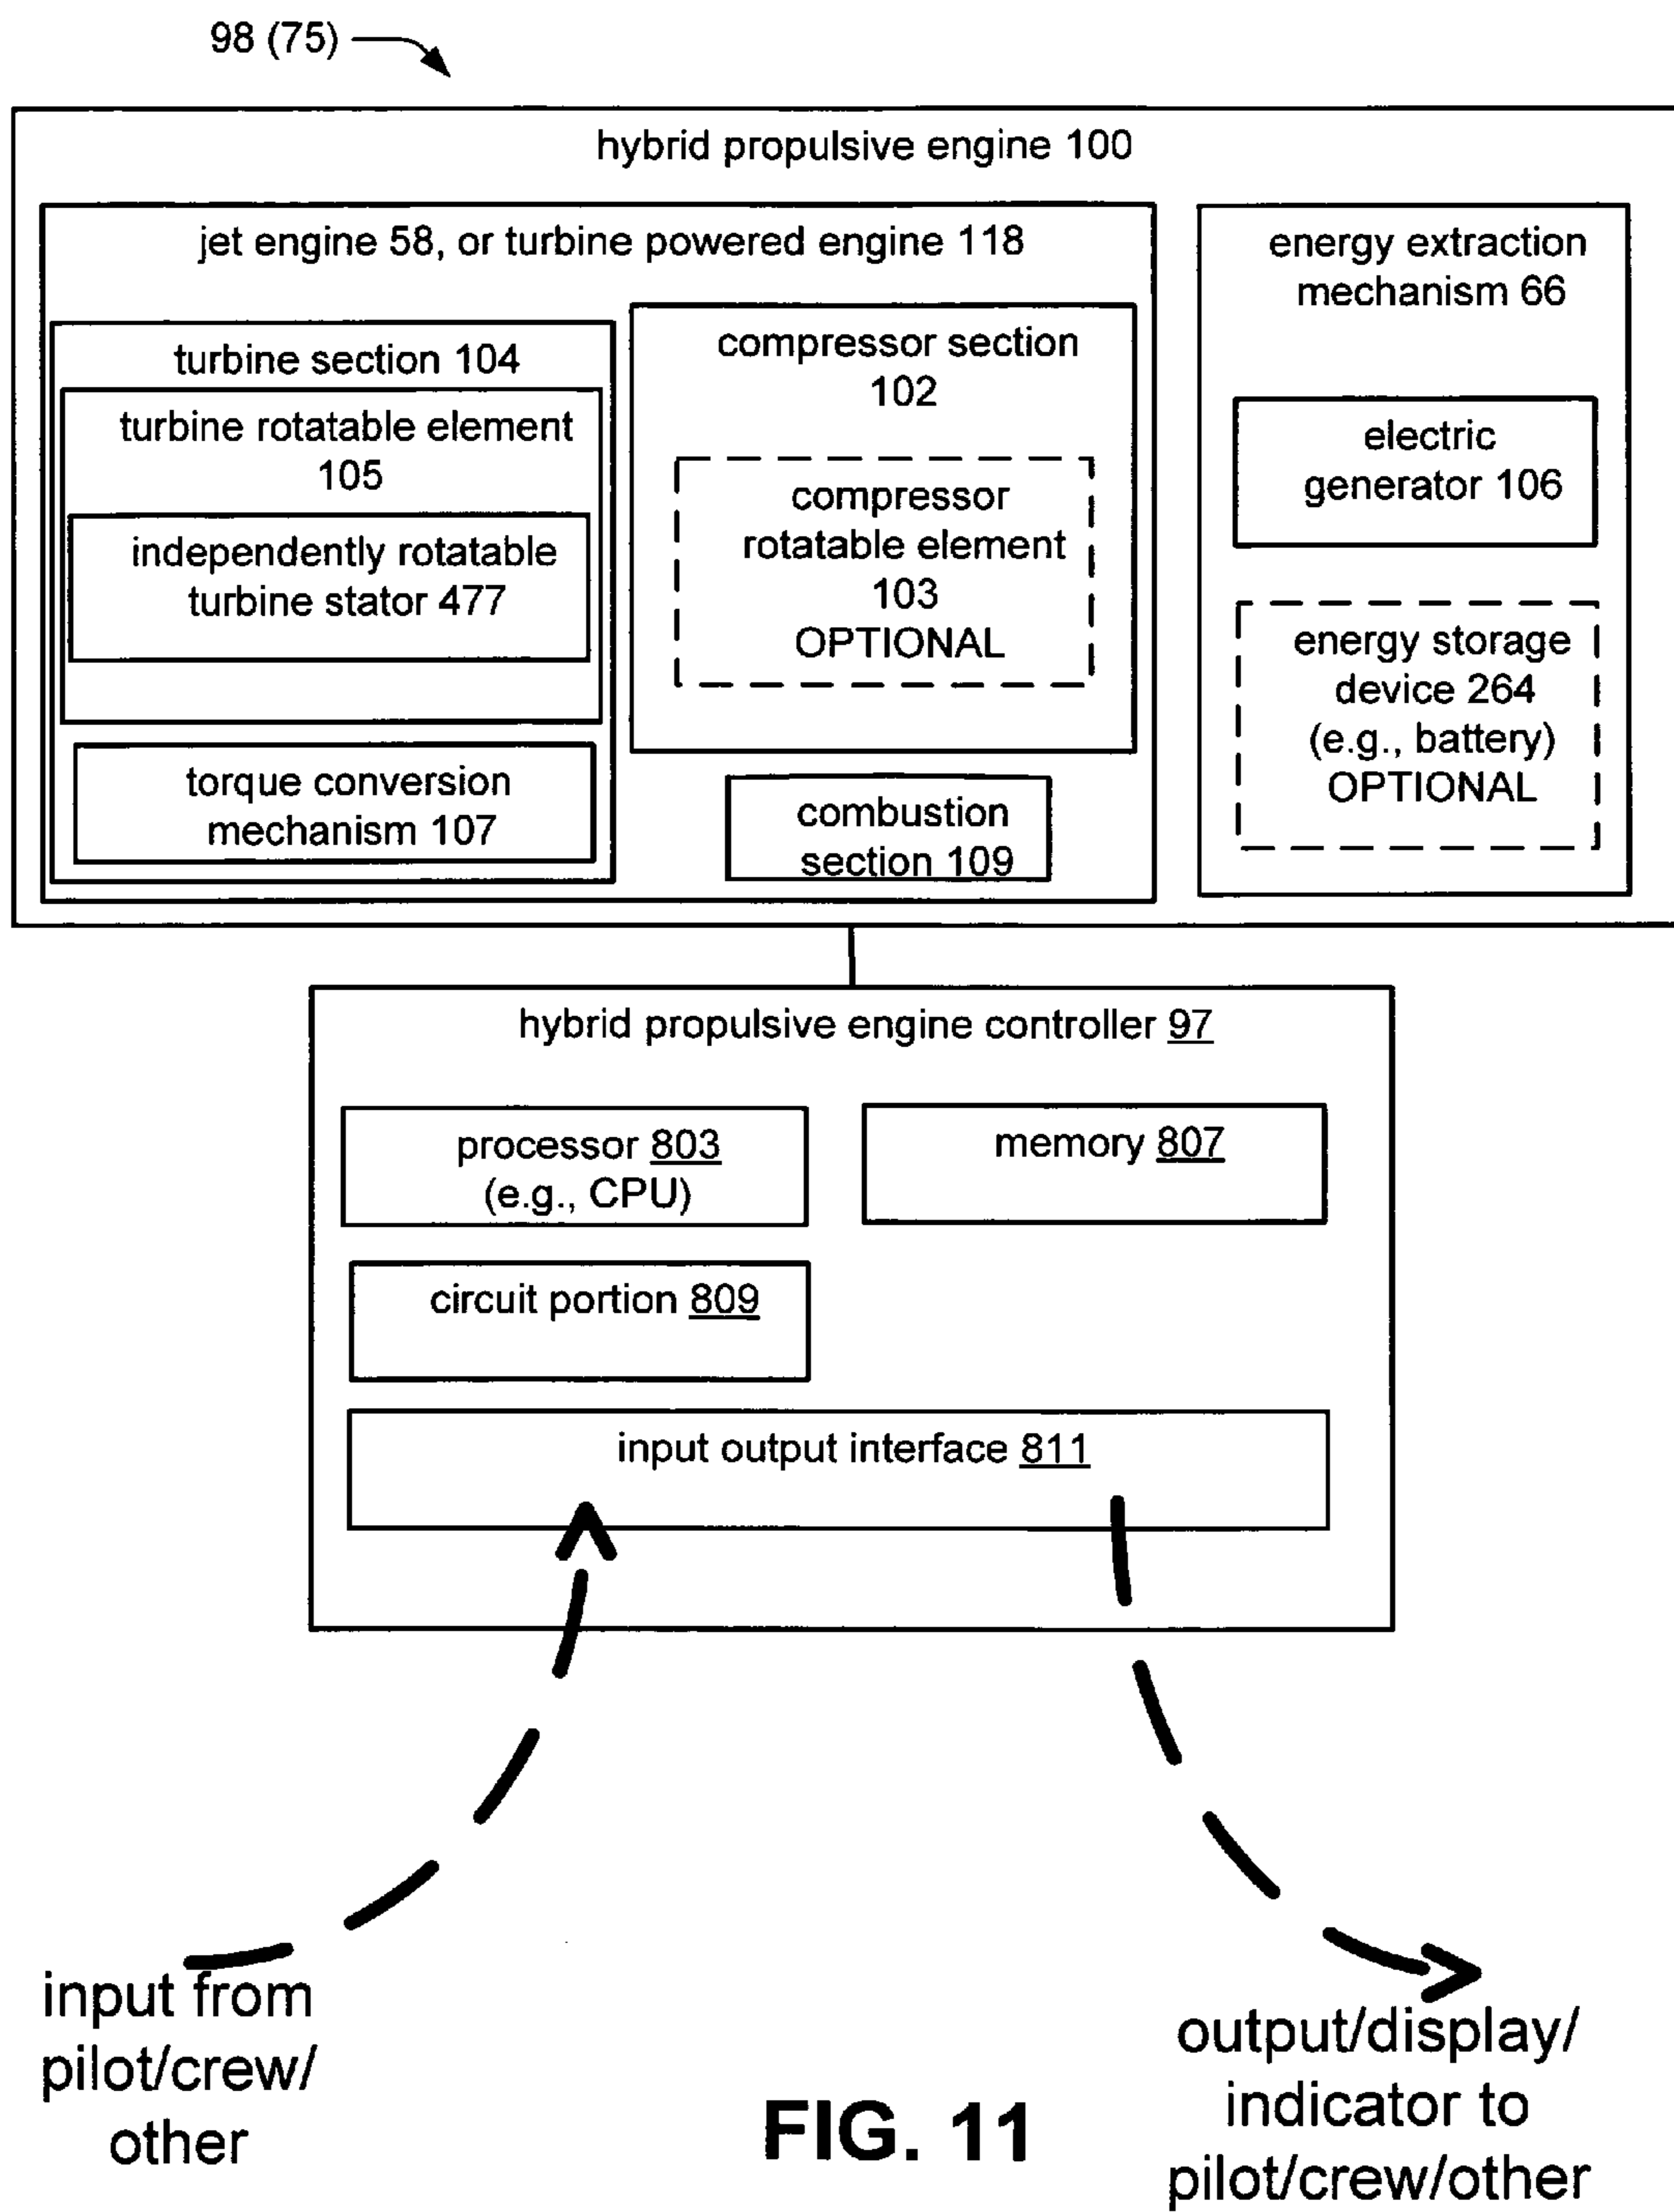 98 (75)
hybrid propulsive engine 100
jet engine 58, or turbine powered engine 118
turbine section 104
turbine rotatable element
105
independently rotatable
turbine stator 477
torque conversion
mechanism 107
compressor section
102
compressor
rotatable element
103
OPTIONAL
combustion
section 109
energy extraction
mechanism 66
electric
generator 106
energy storage
device 264
(e.g., battery)
OPTIONAL
hybrid propulsive engine controller 97
processor 803
(e.g., CPU)
memory 807
circuit portion 809
input output interface 811
input from
pilot/crew/
other
output/display/
indicator to
pilot/crew/other
FIG. 11